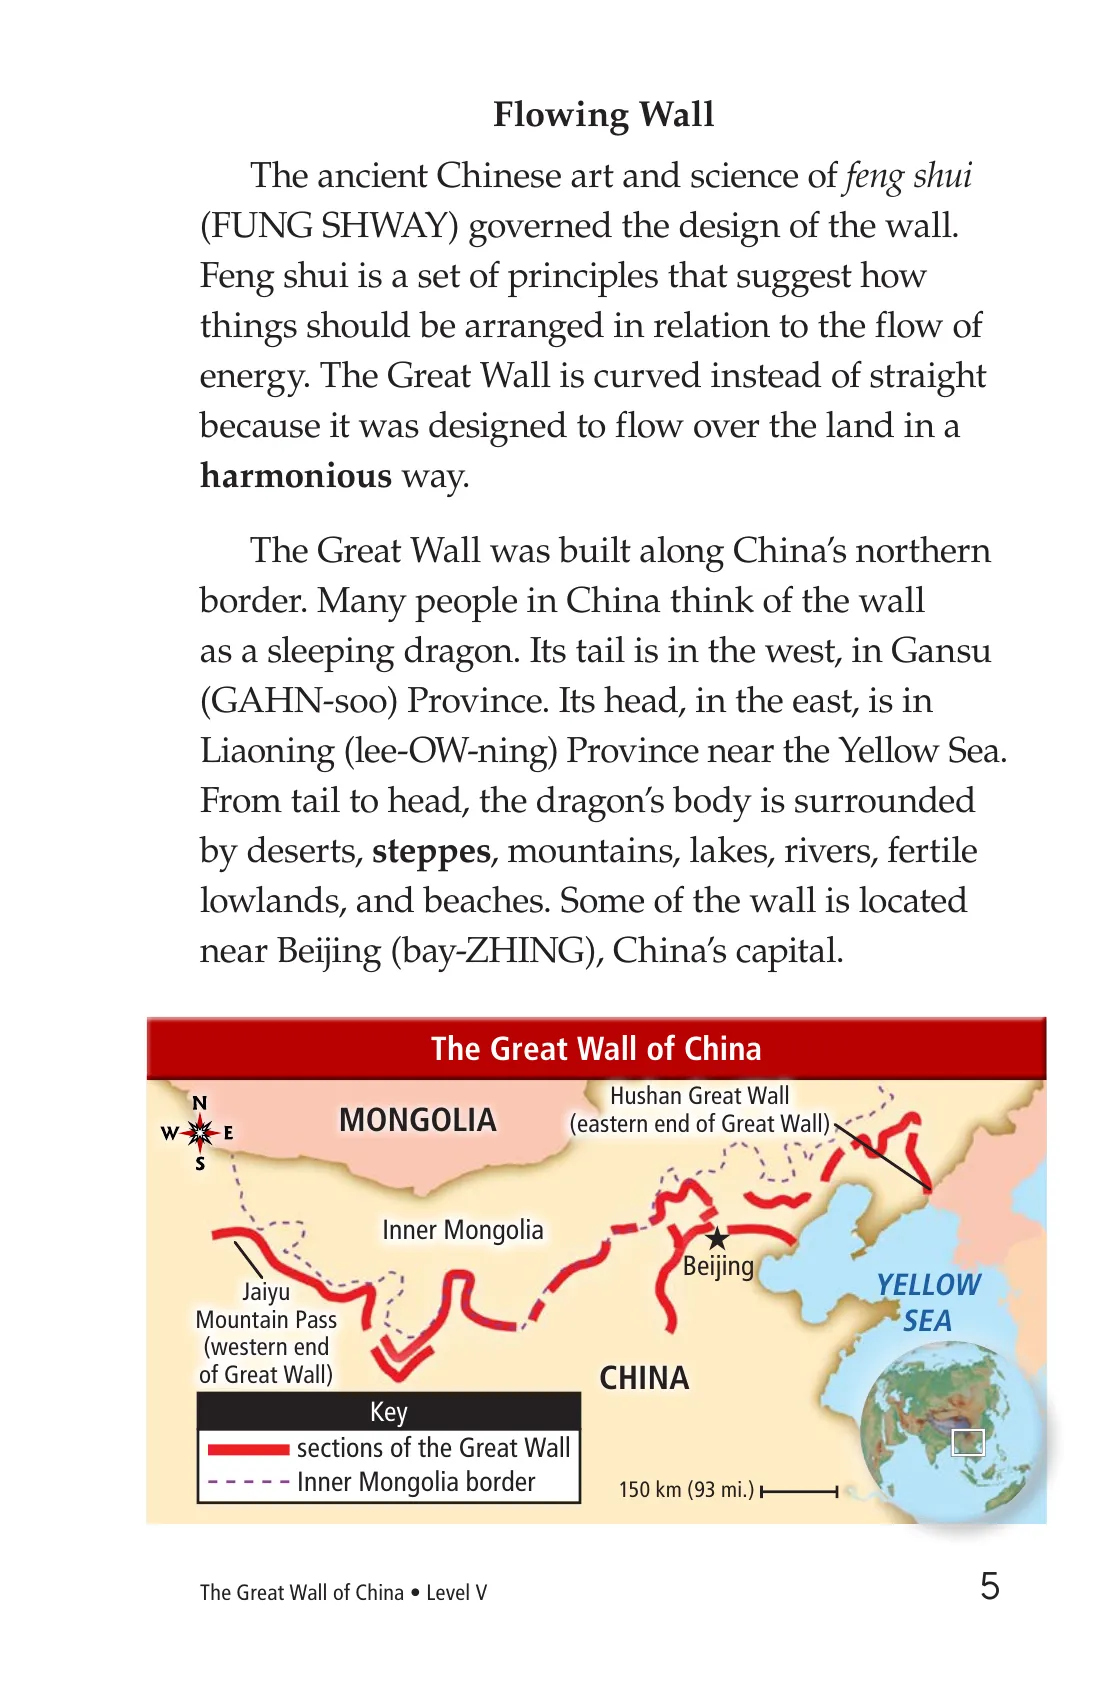 Flowing Wall
The ancient Chinese art and science of feng shui
(FUNG SHWAY) governed the design of the wall.
Feng shui is a set of principles that suggest how
things should be arranged in relation to the flow of
energy. The Great Wall is curved instead of straight
because it was designed to flow over the land in a
harmonious way.
The Great Wall was built along China’s northern
border. Many people in China think of the wall
as a sleeping dragon. Its tail is in the west, in Gansu
(GAHN-soo) Province. Its head, in the east, is in
Liaoning (lee-OW-ning) Province near the Yellow Sea.
From tail to head, the dragon’s body is surrounded
by deserts, steppes, mountains, lakes, rivers, fertile
lowlands, and beaches. Some of the wall is located
near Beijing (bay-ZHING), China’s capital.
The Great Wall of China
N
W E
S
MONGOLIA
Hushan Great Wall
(eastern end of Great Wall)
Inner Mongolia
Beijing
Jaiyu
Mountain Pass
(western end
of Great Wall)
YELLOW
SEA
CHINA
Key
sections of the Great Wall
Inner Mongolia border
150 km (93 mi.)
The Great Wall of China • Level V
5